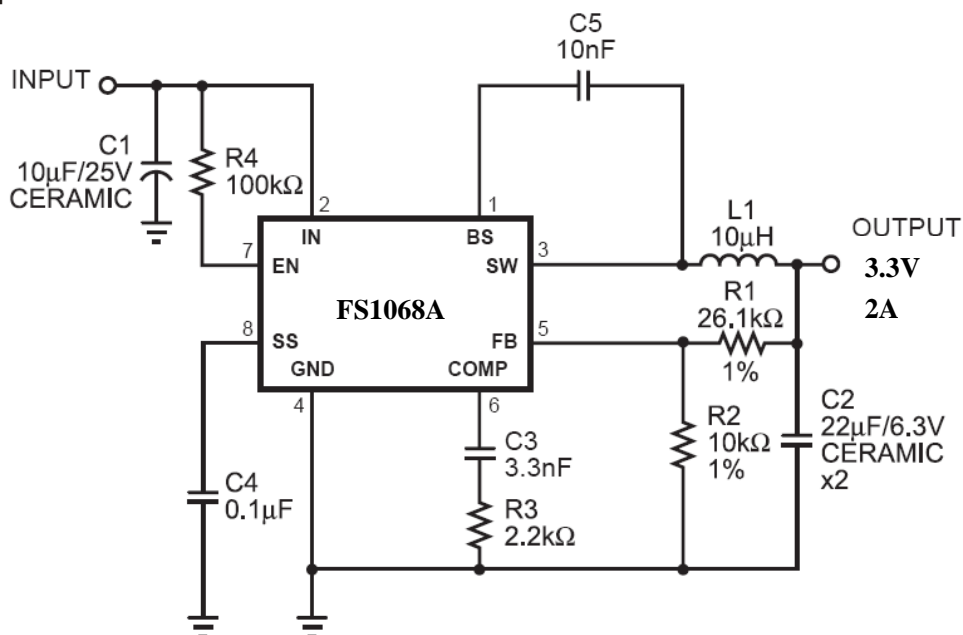 C5
10nF
INPUT
C1
10µF/25V
CERAMIC
R4
100kΩ
2
1
IN
BS
L1
10µH
OUTPUT
3.3V
2A
7
EN
SW
3
FS1068A
R1
26.1kΩ
1%
8
SS
FB
5
GND
COMP
4
6
C3
3.3nF
R2
10kΩ
1%
C2
22µF/6.3V
CERAMIC
x2
C4
0.1µF
R3
2.2kΩ